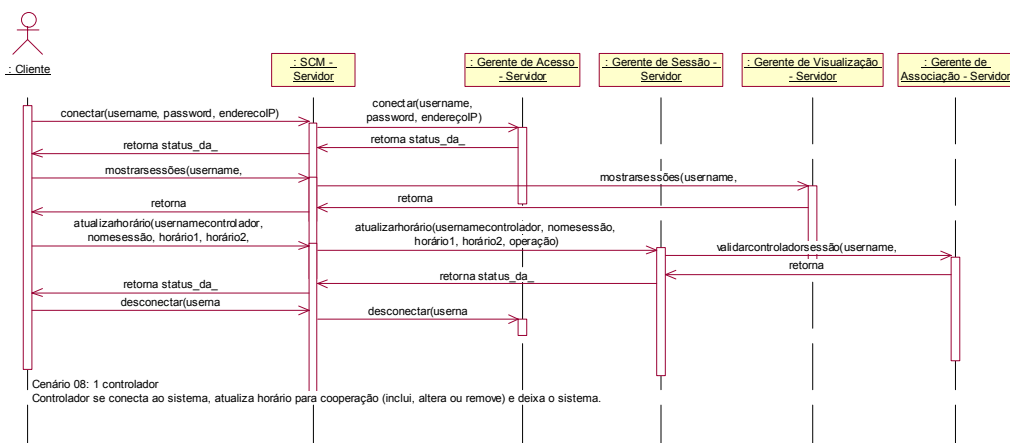 : Cliente
: SCM -
Servidor
: Gerente de Acesso
- Servidor
: Gerente de Sessão -
Servidor
: Gerente de Visualização
- Servidor
: Gerente de
Associação - Servidor
conectar(username, password, enderecoIP)
conectar(username,
password, endereçoIP)
retorna status_da_
retorna status_da_
mostrarsessões(username,
mostrarsessões(username,
retorna
retorna
atualizarhorário(usernamecontrolador,
nomesessão, horário1, horário2,
atualizarhorário(usernamecontrolador, nomesessão,
horário1, horário2, operação)
validarcontroladorsessão(username,
retorna
retorna status_da_
retorna status_da_
desconectar(userna
desconectar(userna
Cenário 08: 1 controlador
Controlador se conecta ao sistema, atualiza horário para cooperação (inclui, altera ou remove) e deixa o sistema.